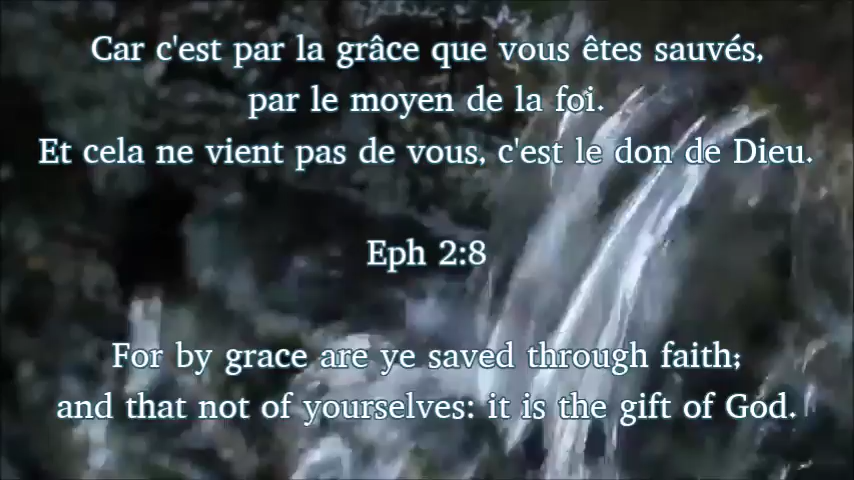 Car c'est par la grâce que vous êtes sauvés,
par le moyen de la foi.
Et cela ne vient pas de vous, c'est le don de Dieu.
Eph 2:8
For by grace are ye saved through faith;
and that not of yourselves: it is the gift of God.